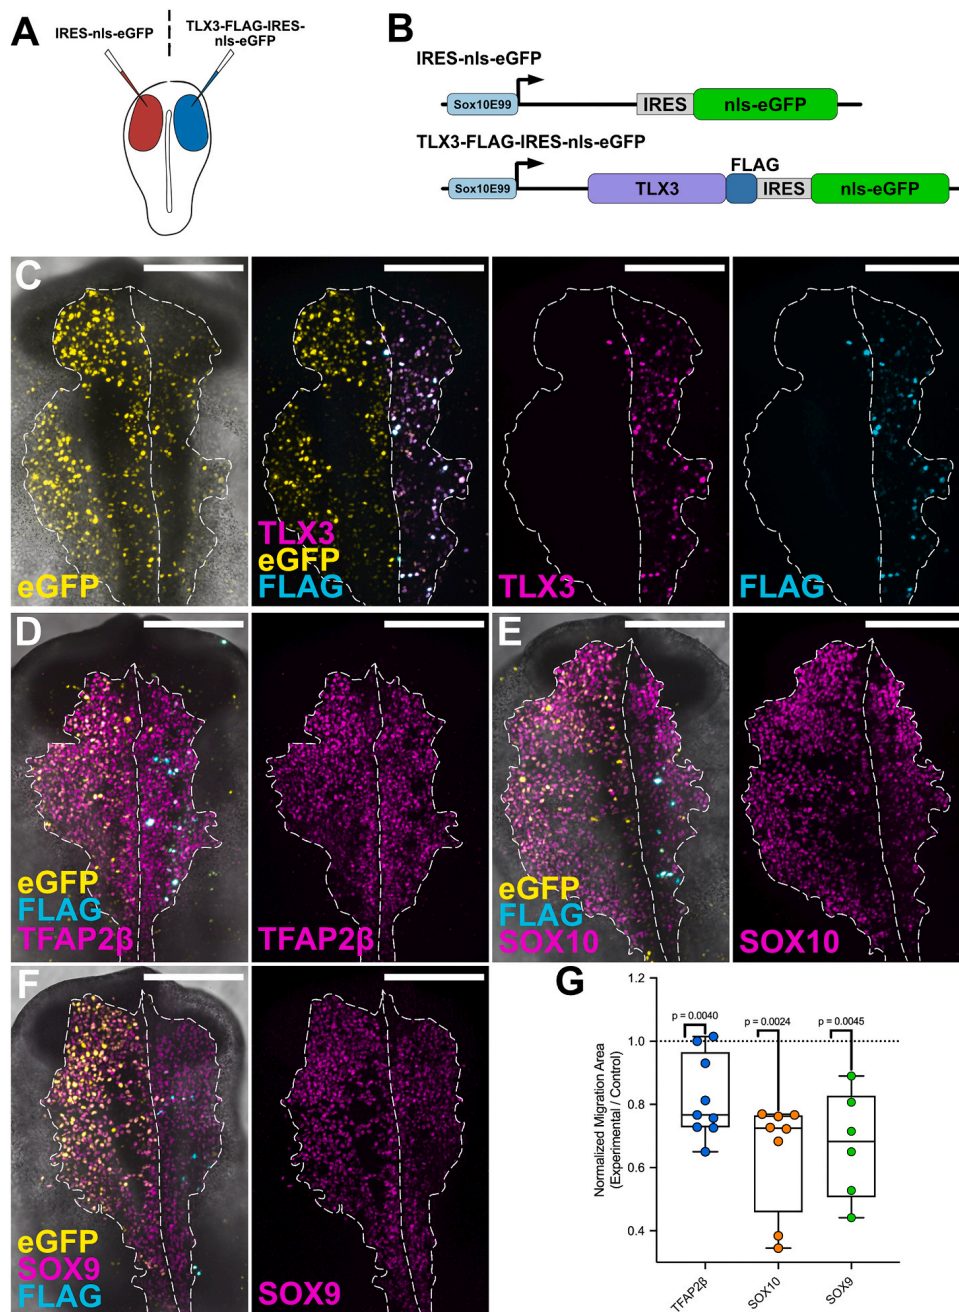 A
IRES-nls-eGFP
TLX3-FLAG-IRES-
nls-eGFP
B
IRES-nls-eGFP
Sox10E99
IRES
nls-eGFP
TLX3-FLAG-IRES-nls-eGFP
FLAG
Sox10E99
TLX3
IRES
nls-eGFP
C
eGFP
TLX3
eGFP
FLAG
TLX3
FLAG
D
eGFP
FLAG
TFAP2β
TFAP2β
E
eGFP
FLAG
SOX10
SOX10
F
eGFP
SOX9
FLAG
SOX9
G
Normalized Migration Area
(Experimental / Control)
1.2
1.0
0.8
0.6
0.4
p = 0.0040
p = 0.0024
p = 0.0045
TFAP2β
SOX10
SOX9